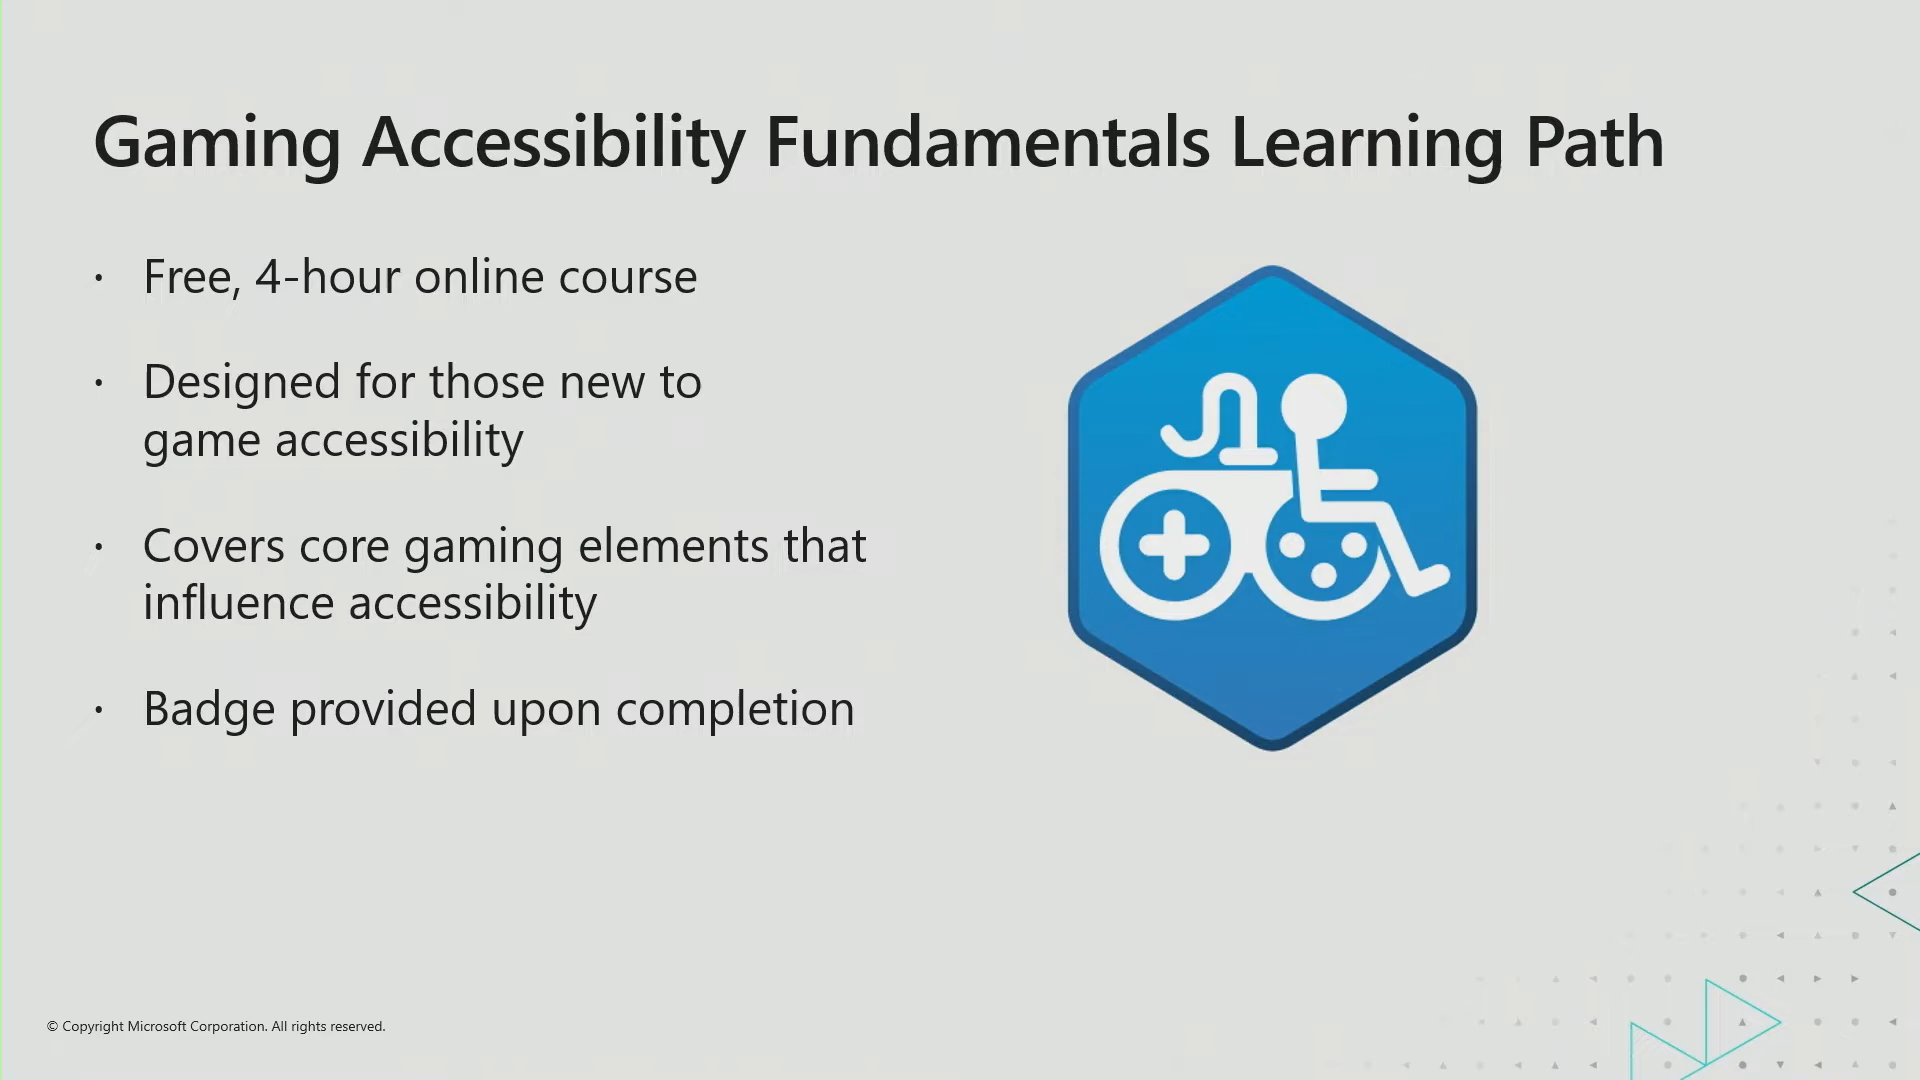 Gaming Accessibility Fundamentals Learning Path
· Free, 4-hour online course
· Designed for those new to
game accessibility
· Covers core gaming elements that
influence accessibility
· Badge provided upon completion
© Copyright Microsoft Corporation. All rights reserved.